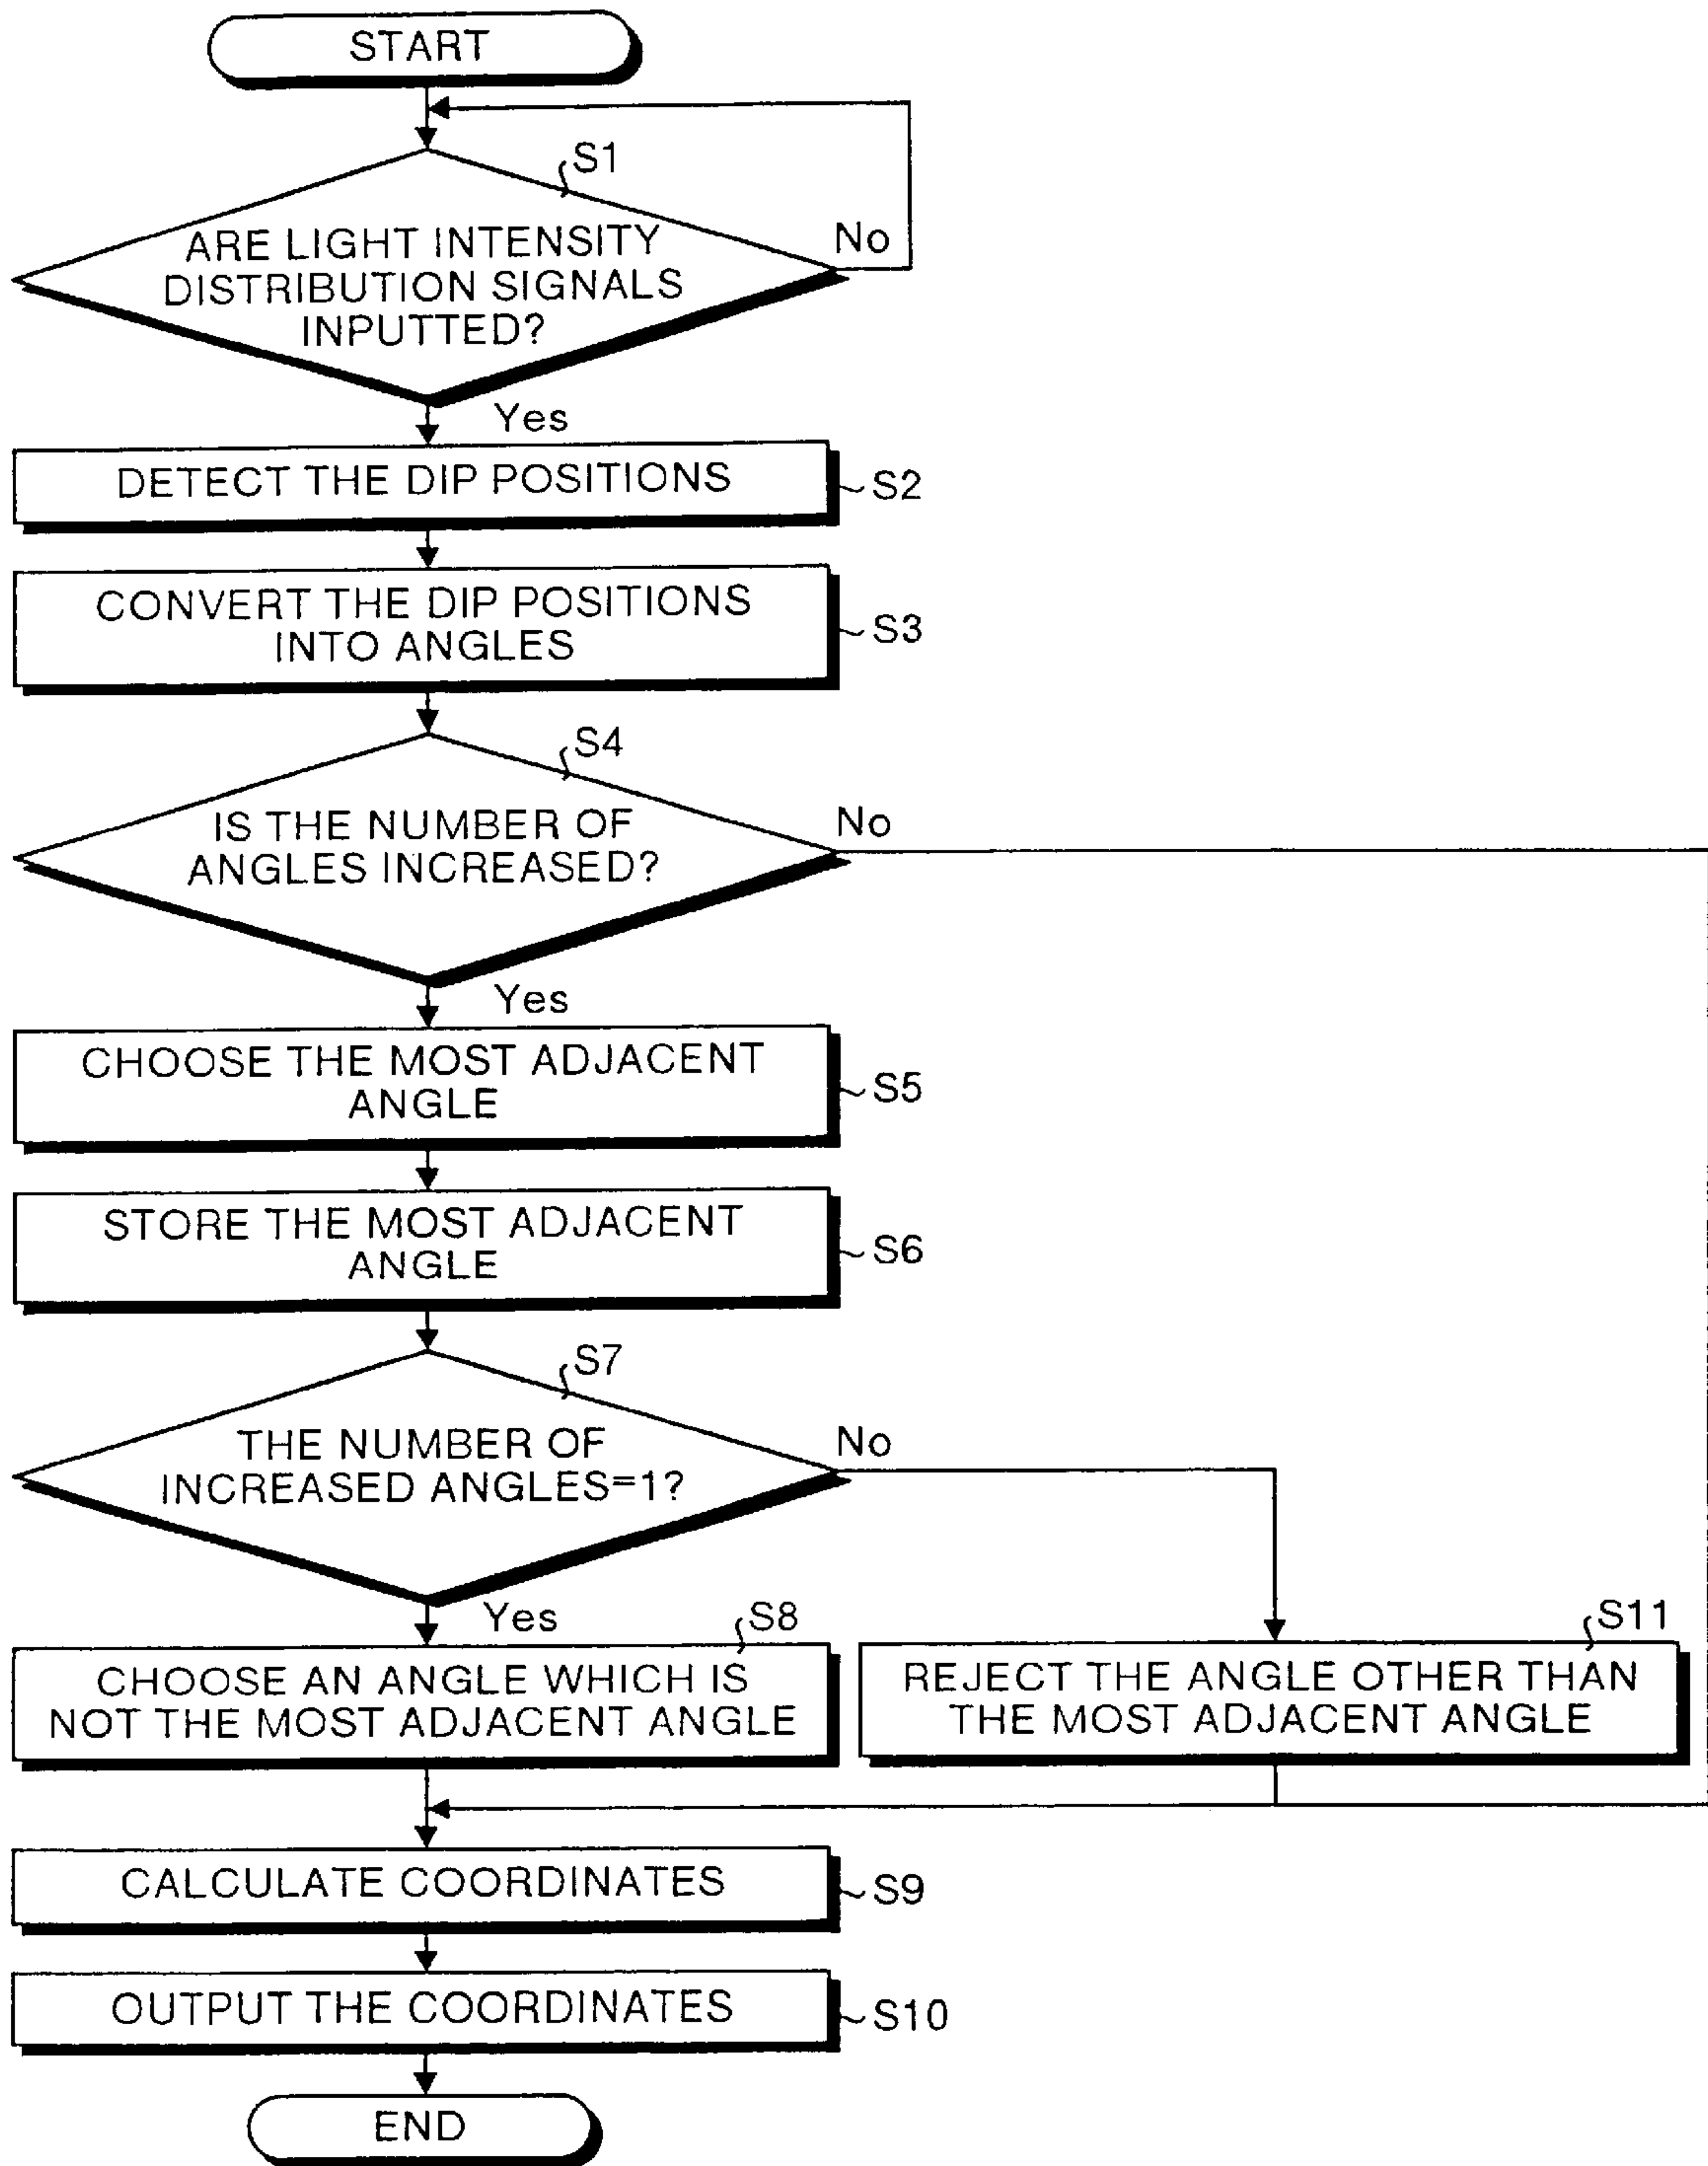 START
S1
ARE LIGHT INTENSITY
DISTRIBUTION SIGNALS
INPUTTED?
No
Yes
DETECT THE DIP POSITIONS
S2
CONVERT THE DIP POSITIONS
INTO ANGLES
S3
S4
IS THE NUMBER OF
ANGLES INCREASED?
No
Yes
CHOOSE THE MOST ADJACENT
ANGLE
S5
STORE THE MOST ADJACENT
ANGLE
S6
S7
THE NUMBER OF
INCREASED ANGLES=1?
No
Yes
S8
CHOOSE AN ANGLE WHICH IS
NOT THE MOST ADJACENT ANGLE
S11
REJECT THE ANGLE OTHER THAN
THE MOST ADJACENT ANGLE
CALCULATE COORDINATES
S9
OUTPUT THE COORDINATES
S10
END